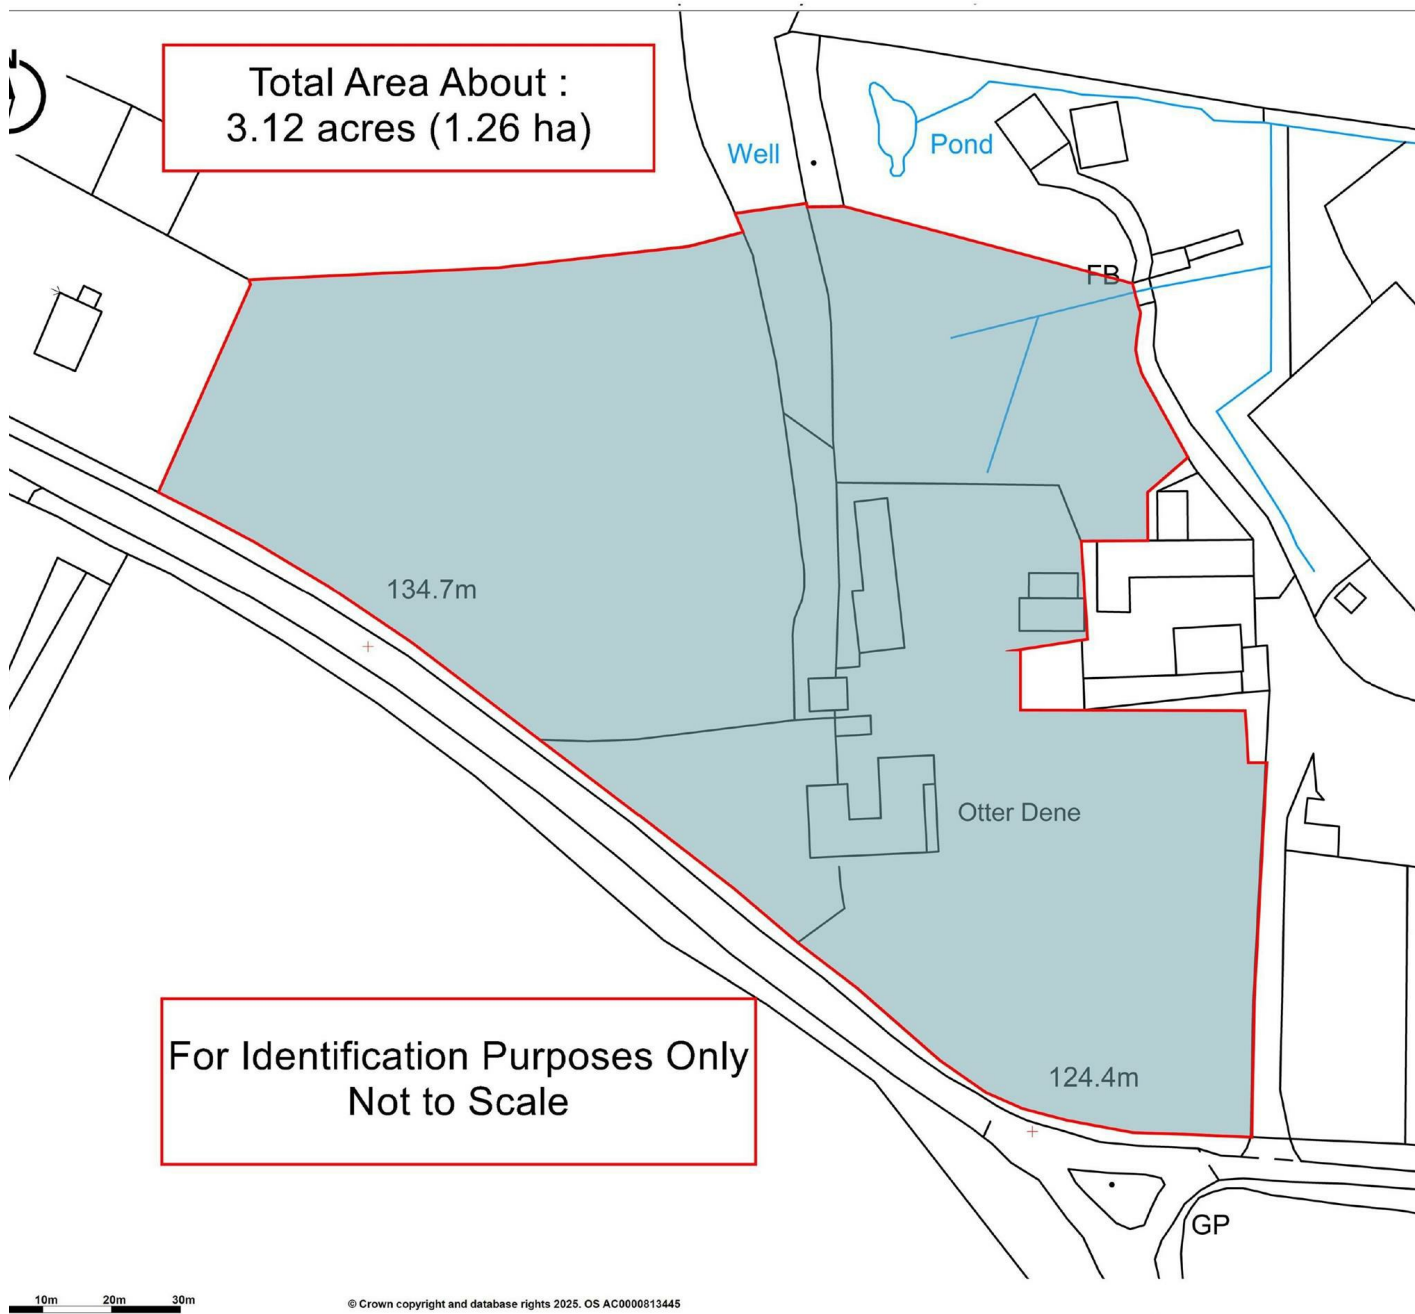 N
Total Area About :
3.12 acres (1.26 ha)
Well
Pond
FB
134.7m
Otter Dene
For Identification Purposes Only
Not to Scale
124.4m
GP
10m 20m 30m
© Crown copyright and database rights 2025. OS AC0000813445